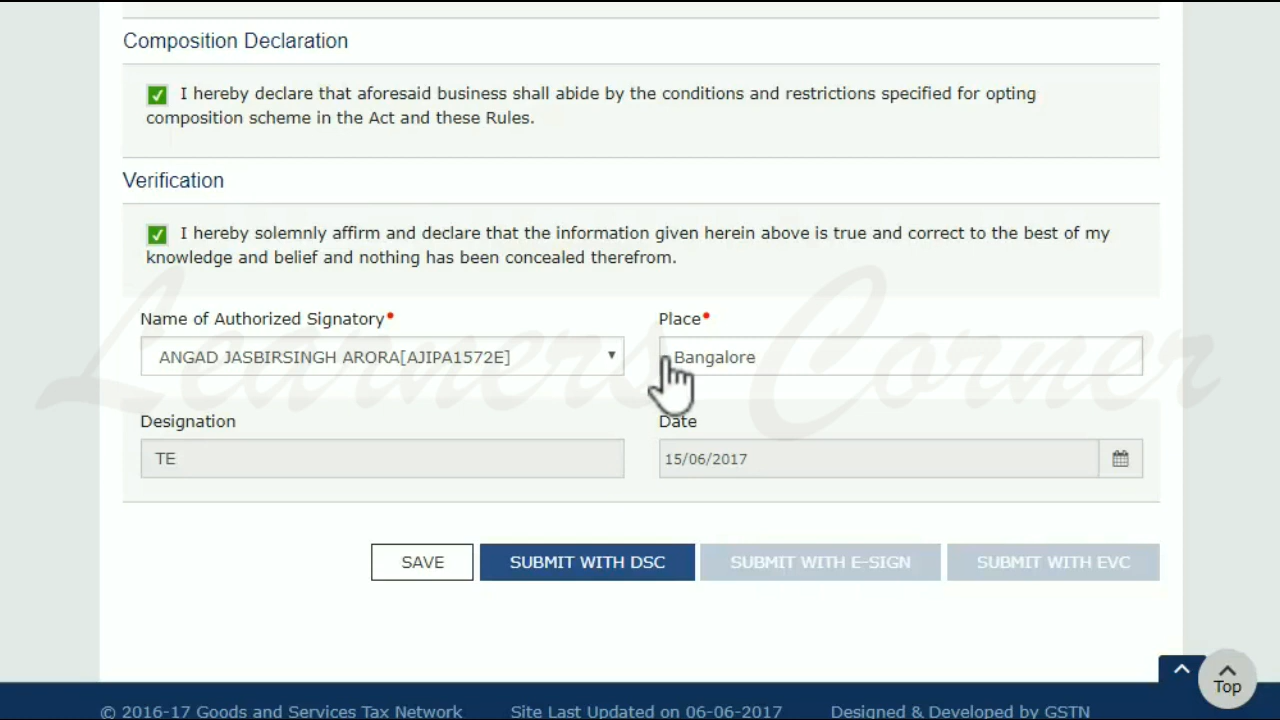 Composition Declaration
I hereby declare that aforesaid business shall abide by the conditions and restrictions specified for opting
composition scheme in the Act and these Rules.
Verification
I hereby solemnly affirm and declare that the information given herein above is true and correct to the best of my
knowledge and belief and nothing has been concealed therefrom.
Name of Authorized Signatory• Place•
ANGAD JASBIRSINGH ARORA[AJIPA1572E] Bangalore
Learners Corner
Designation Date
TE 15/06/2017
SAVE SUBMIT WITH DSC SUBMIT WITH E-SIGN SUBMIT WITH EVC
Top
© 2016-17 Goods and Services Tax Network Site Last Updated on 06-06-2017 Designed & Developed by GSTN